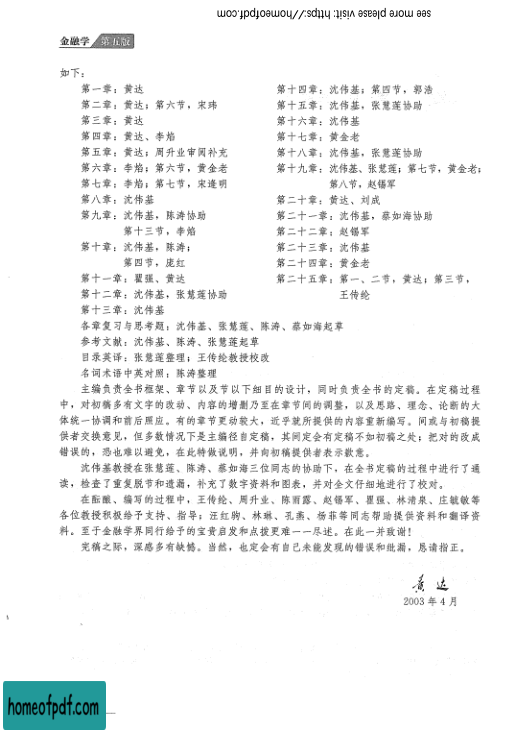 see more please visit: https://homeofpdf.com
金融学 第五版
如下：
第一章：黄达
第二章：黄达；第六节，宋玮
第三章：黄达
第四章：黄达、李焰
第五章：黄达；周升业审阅补充
第六章：李焰；第六节，黄金老
第七章：李焰；第七节，宋逢明
第八章：沈伟基
第九章：沈伟基，陈涛协助
第十三节，李焰
第十章：沈伟基，陈涛；
第四节，庞红
第十一章：瞿强、黄达
第十二章：沈伟基，张慧莲协助
第十三章：沈伟基
第十四章：沈伟基；第四节，郭浩
第十五章：沈伟基，张慧莲协助
第十六章：沈伟基
第十七章：黄金老
第十八章：沈伟基，张慧莲协助
第十九章：沈伟基、张慧莲；第七节，黄金老；
第八节，赵锡军
第二十章：黄达、刘成
第二十一章：沈伟基，蔡如海协助
第二十二章：赵锡军
第二十三章：沈伟基
第二十四章：黄金老
第二十五章：第一、二节，黄达；第三节，
王传纶
各章复习与思考题：沈伟基、张慧莲、陈涛、蔡如海起草
参考文献：沈伟基、陈涛、张慧莲起草
目录英译：张慧莲整理；王传纶教授校改
名词术语中英对照：陈涛整理
主编负责全书框架、章节以及节以下细目的设计，同时负责全书的定稿。在定稿过程
中，对初稿多有文字的改动、内容的增删乃至在章节间的调整，以及思路、理念、论断的大
体统一协调和前后照应。有的章节更动较大，近乎就所提供的内容重新编写。间或与初稿提
供者交换意见，但多数情况下是主编径自定稿，其间定会有定稿不如初稿之处；把对的改成
错误的，恐也难以避免，在此特做说明，并向初稿提供者表示歉意。
沈伟基教授在张慧莲、陈涛、蔡如海三位同志的协助下，在全书定稿的过程中进行了通
读，检查了重复脱节和遗漏，补充了数字资料和图表，并对全文仔细地进行了校对。
在酝酿、编写的过程中，王传纶、周升业、陈雨露、赵锡军、瞿强、林清泉、庄毓敏等
各位教授积极给予支持、指导；汪红驹、林琳、孔燕、杨菲等同志帮助提供资料和翻译资
料。至于金融学界同行给予的宝贵启发和点拨更难一一尽述。在此一并致谢！
完稿之际，深感多有缺憾。当然，也定会有自己未能发现的错误和纰漏，恳请指正。
黄达
2003年4月
homeofpdf.com